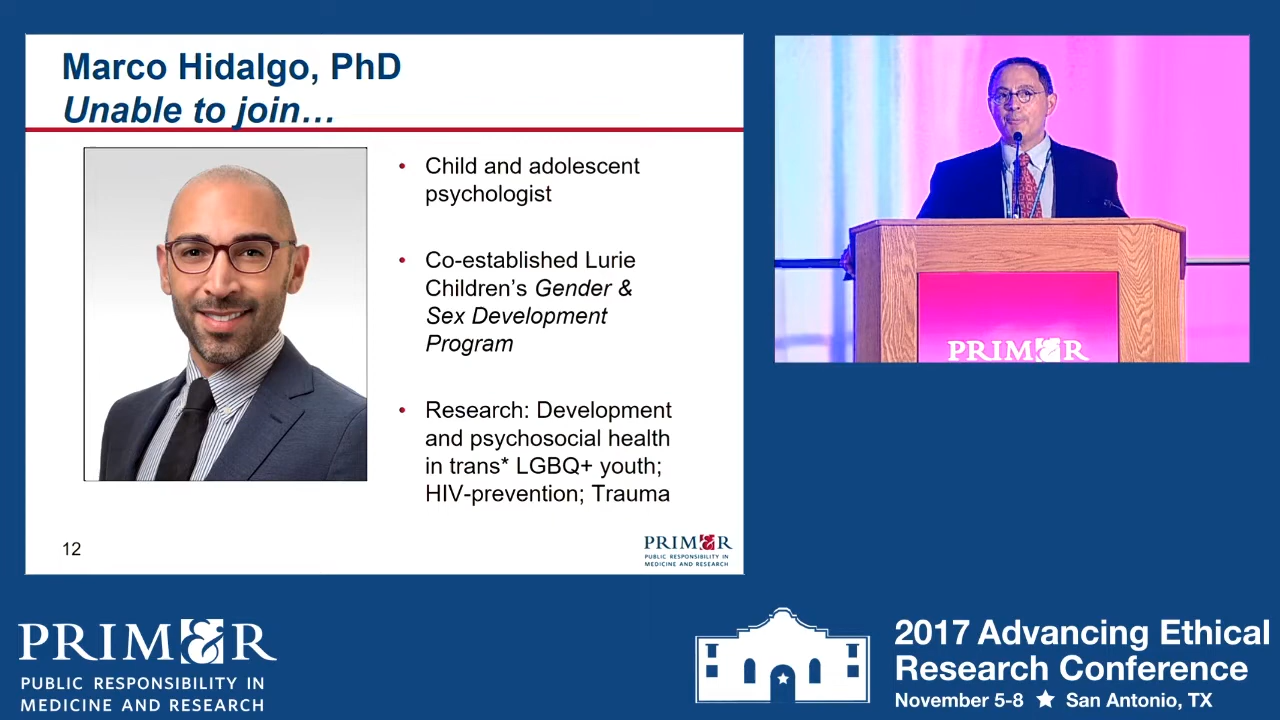 Marco Hidalgo, PhD
Unable to join…
• Child and adolescent
psychologist
• Co-established Lurie
Children’s Gender &
Sex Development
Program
• Research: Development
and psychosocial health
in trans* LGBQ+ youth;
HIV-prevention; Trauma
12
PRIM&R
PUBLIC RESPONSIBILITY IN
MEDICINE AND RESEARCH
PRIM&R
PRIM&R
PUBLIC RESPONSIBILITY IN
MEDICINE AND RESEARCH
2017 Advancing Ethical
Research Conference
November 5-8 ★ San Antonio, TX